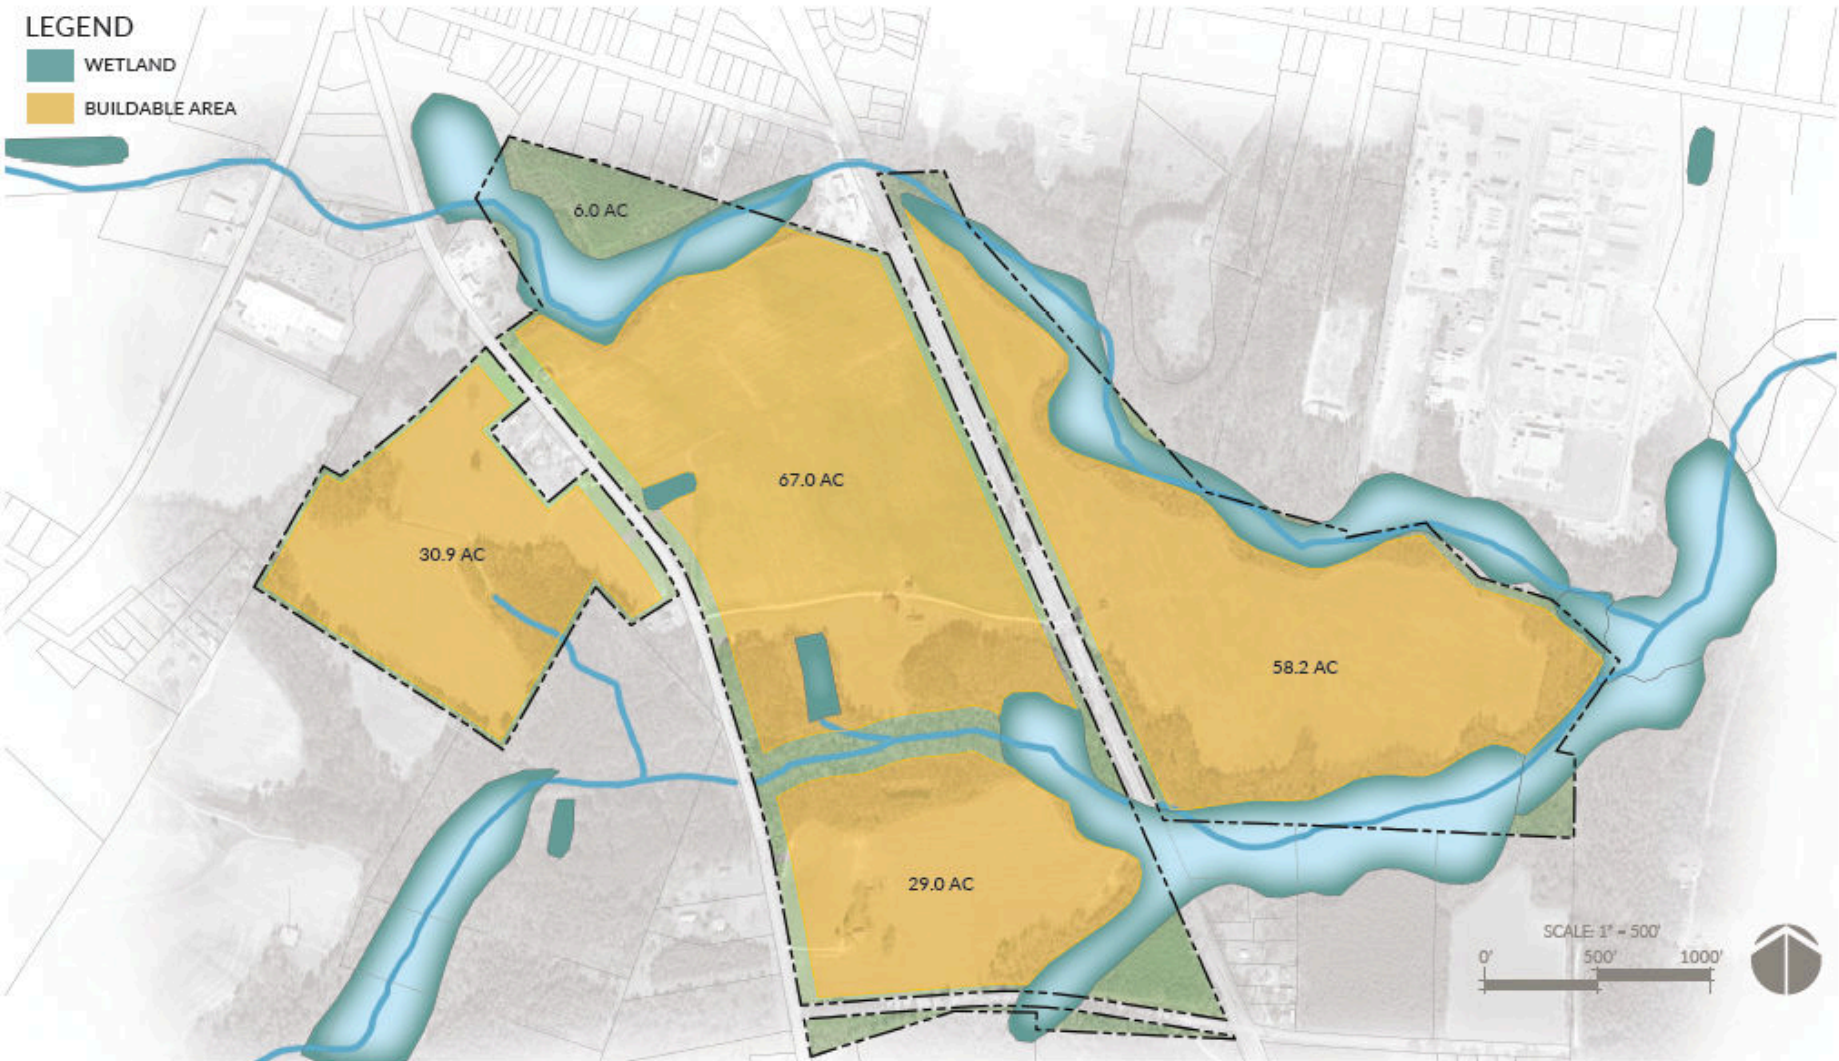 LEGEND
WETLAND
BUILDABLE AREA
6.0 AC
67.0 AC
30.9 AC
58.2 AC
29.0 AC
SCALE: 1" = 500'
0' 500' 1000'